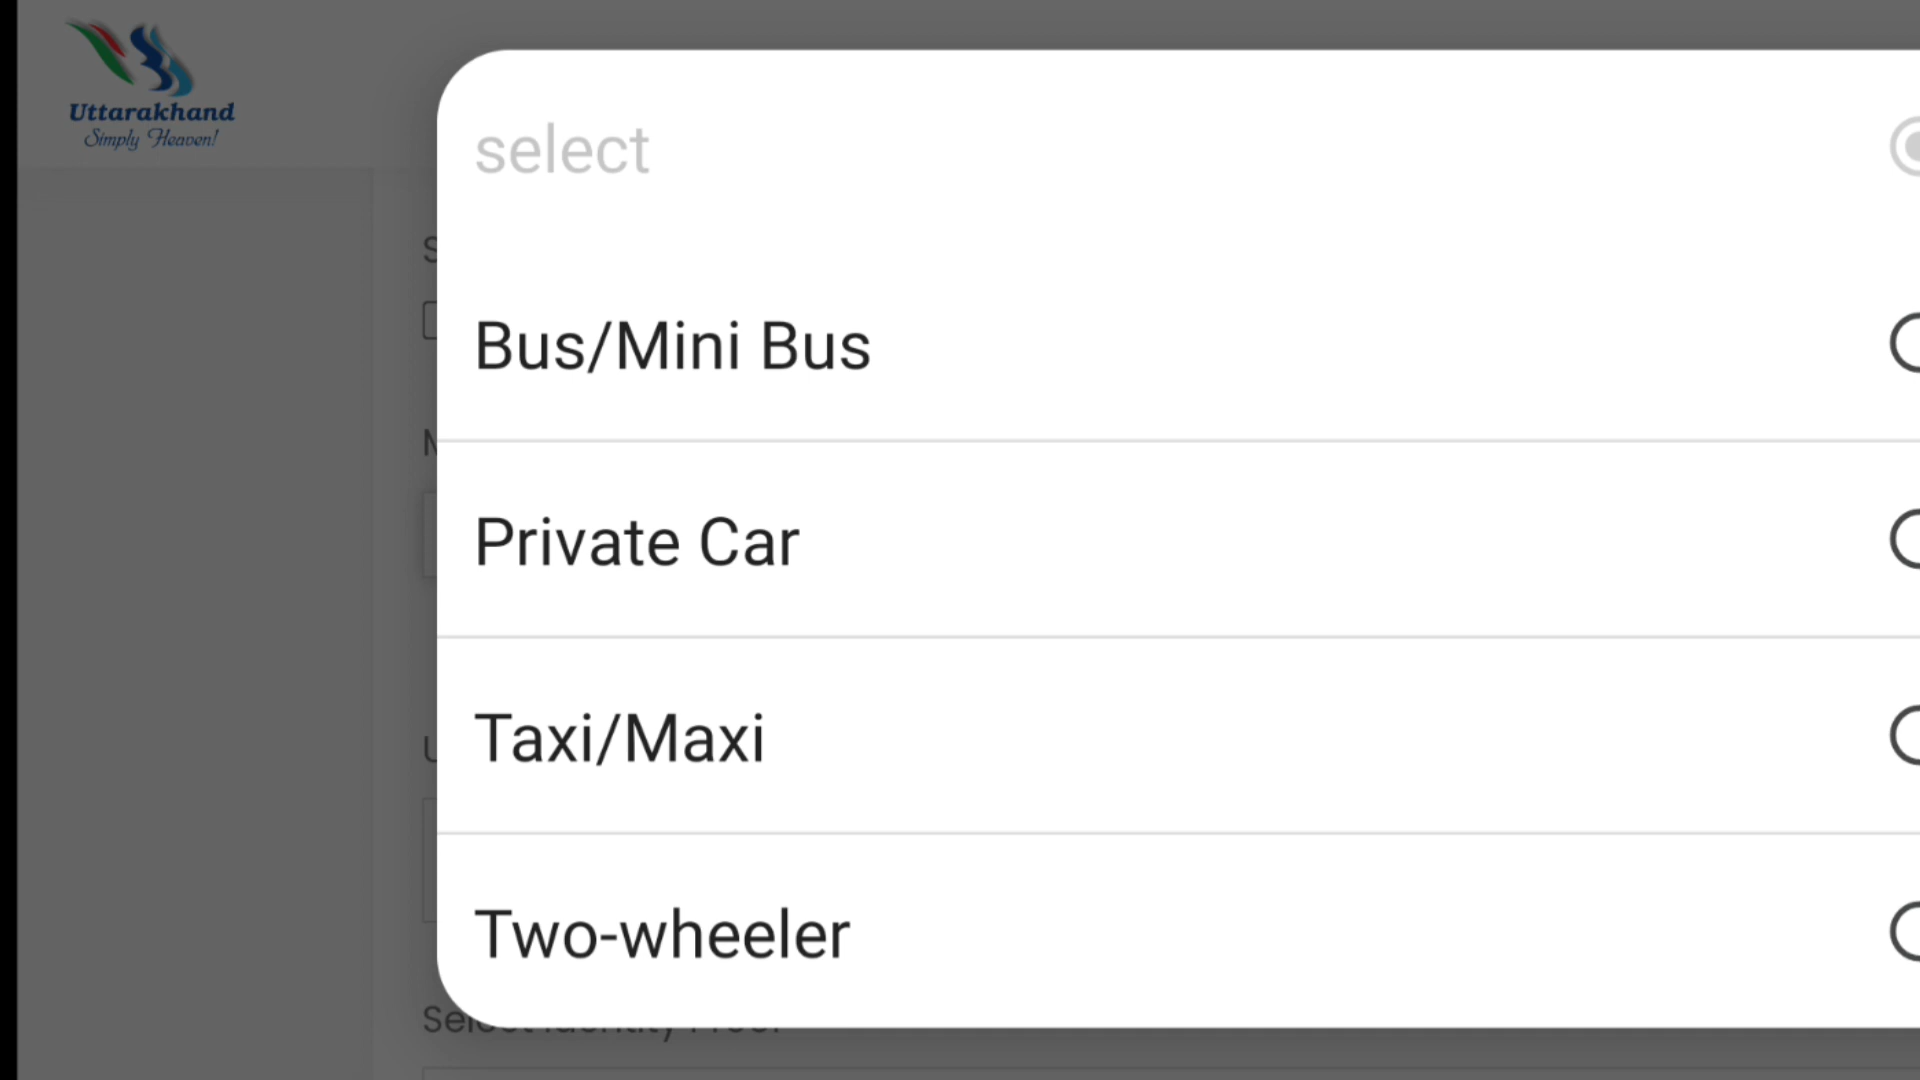 Uttarakhand
Simply Heaven!
select
Bus/Mini Bus
Private Car
Taxi/Maxi
Two-wheeler